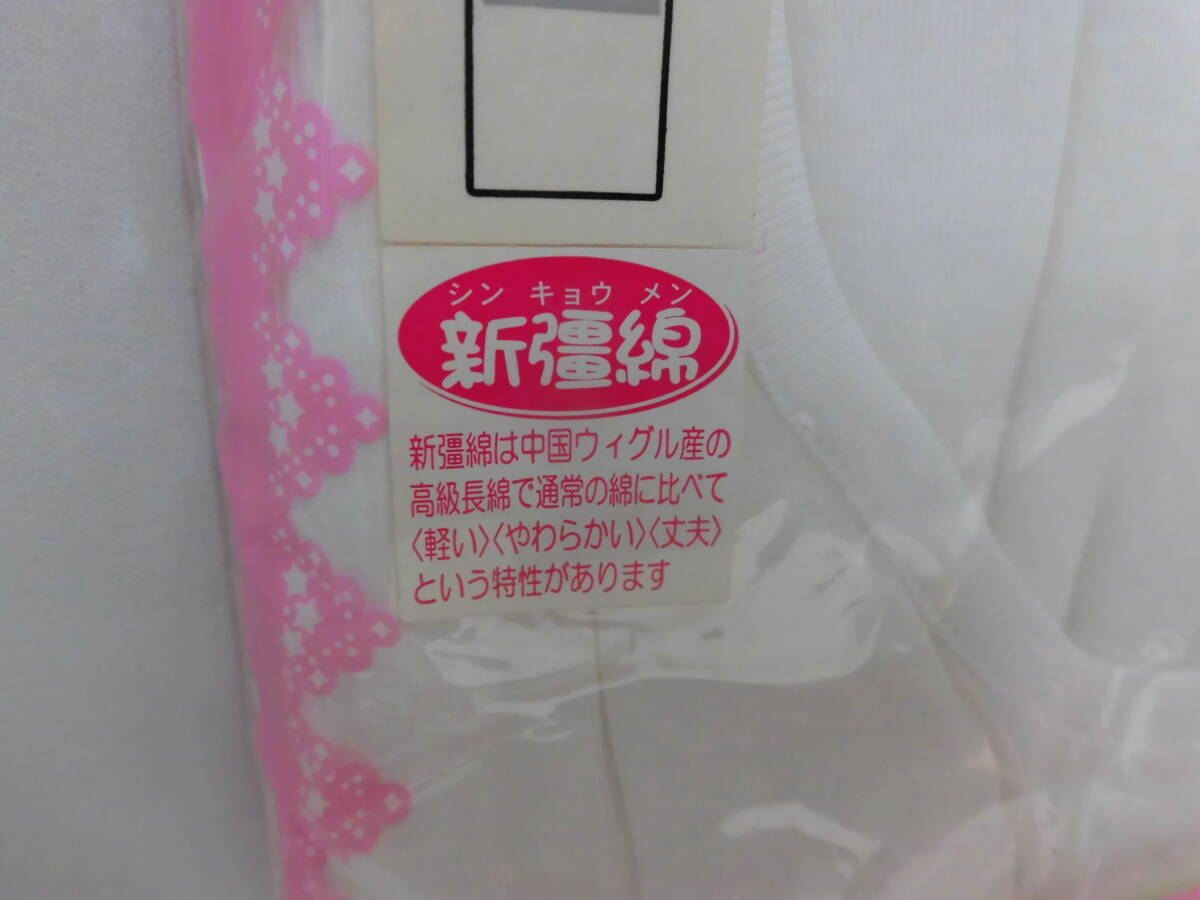 シン キョウ メン
新疆綿
新疆綿は中国ウィグル産の
高級長綿で通常の綿に比べて
〈軽い〉〈やわらかい〉〈丈夫〉
という特性があります